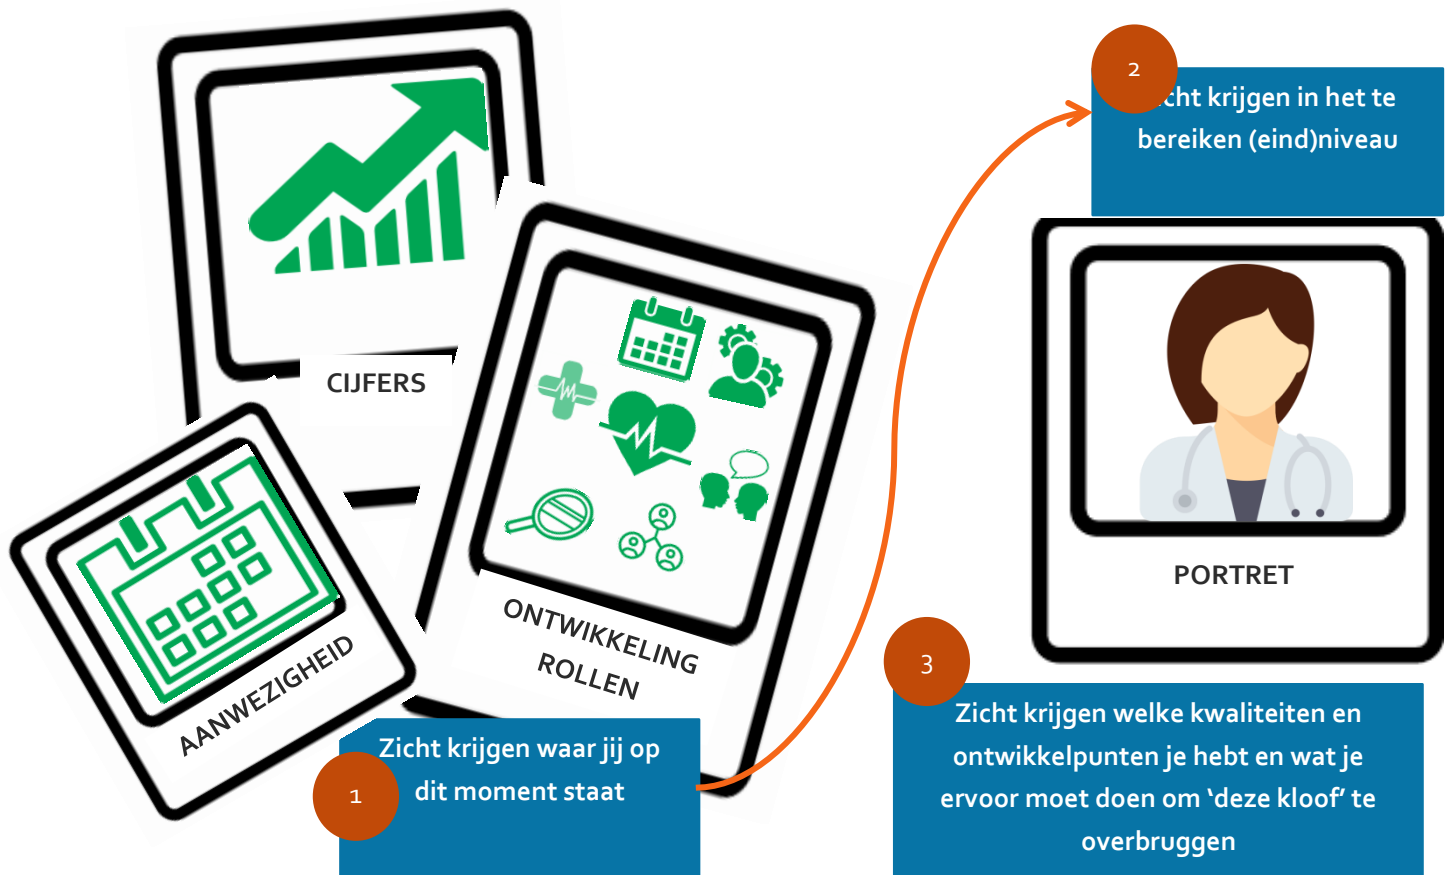 CIJFERS
AANWEZIGHEID
ONTWIKKELING
ROLLEN
1
Zicht krijgen waar jij op
dit moment staat
2
krijgen in het te
bereiken (eind)niveau
PORTRET
3
Zicht krijgen welke kwaliteiten en
ontwikkelpunten je hebt en wat je
ervoor moet doen om ‘deze kloof’ te
overbruggen